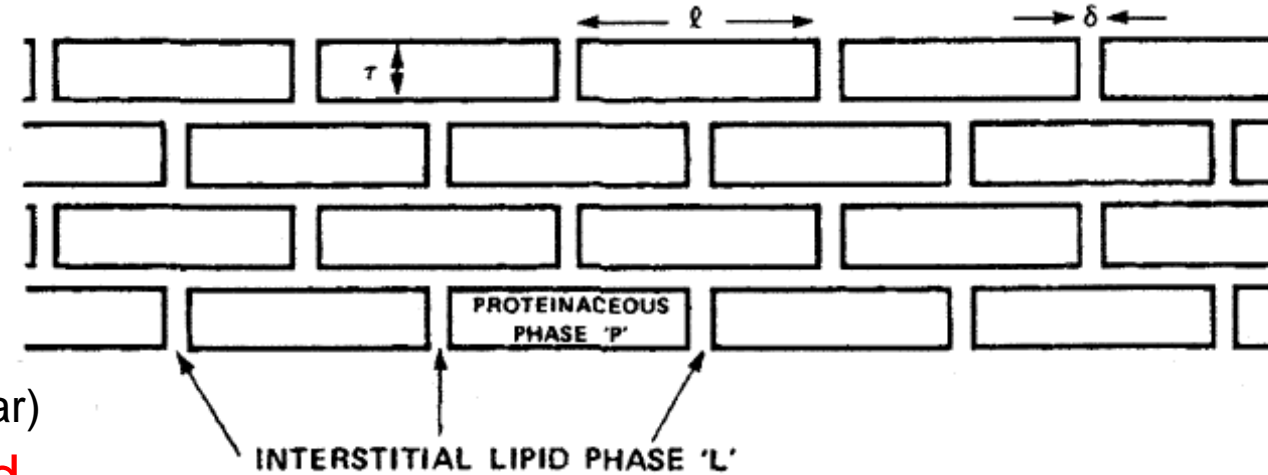 ℓ
δ
τ
PROTEINACEOUS
PHASE 'P'
ar)
INTERSTITIAL LIPID PHASE 'L'